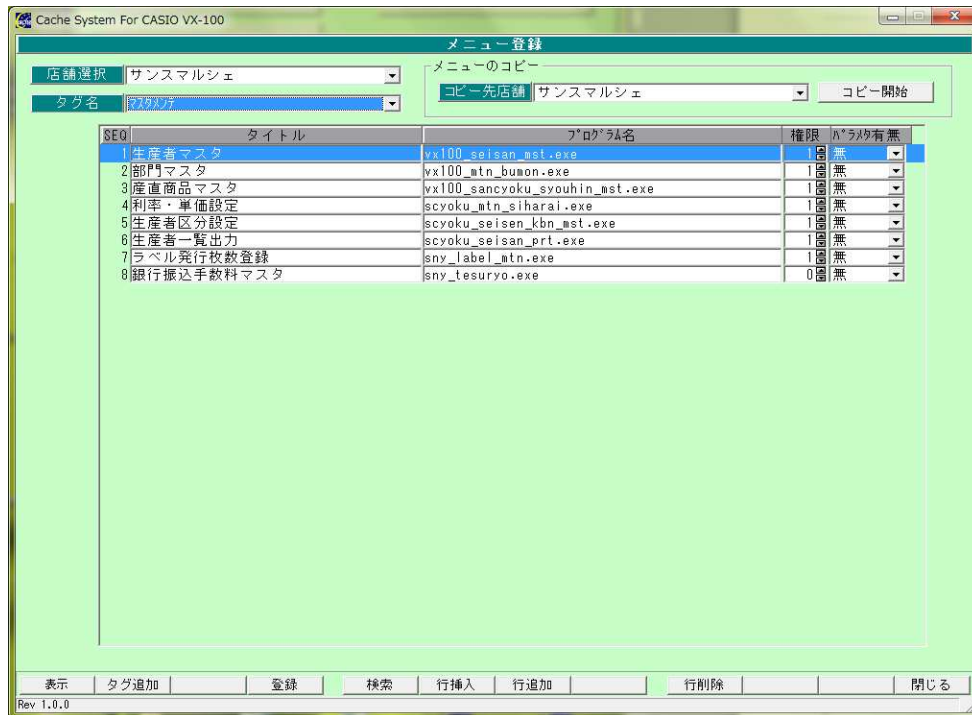 Cache System For CASIO VX-100
メニュー登録
店舗選択 サンスマルシェ
タグ名 ﾏｽﾀﾒﾝﾃ
メニューのコピー
コピー先店舗 サンスマルシェ コピー開始
SEQ タイトル ﾌﾟﾛｸﾞﾗﾑ名 権限 ﾊﾟﾗﾒﾀ有無
1 生産者マスタ vx100_seisan_mst.exe 1 無
2 部門マスタ vx100_mtn_bumon.exe 1 無
3 産直商品マスタ vx100_sancyoku_syouhin_mst.exe 1 無
4 利率・単価設定 scyoku_mtn_siharai.exe 1 無
5 生産者区分設定 scyoku_seisen_kbn_mst.exe 1 無
6 生産者一覧出力 scyoku_seisan_prt.exe 1 無
7 ラベル発行枚数登録 sny_label_mtn.exe 1 無
8 銀行振込手数料マスタ sny_tesuryo.exe 0 無
表示 タグ追加 登録 検索 行挿入 行追加 行削除 閉じる
Rev 1.0.0